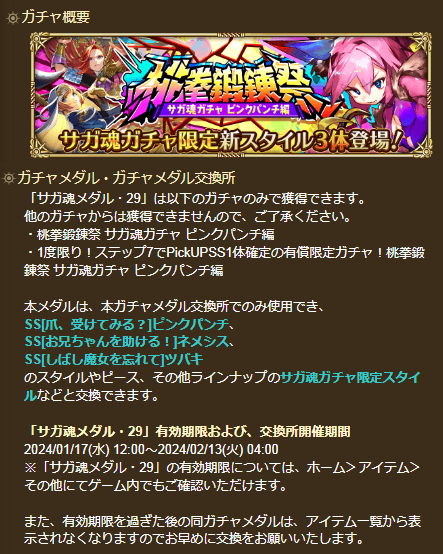 ガチャ概要
桃拳鍛錬祭
サガ魂ガチャ ピンクパンチ編
サガ魂ガチャ限定新スタイル3体登場!
ガチャメダル・ガチャメダル交換所
「サガ魂メダル・29」は以下のガチャのみで獲得できます。
他のガチャからは獲得できませんので、ご了承ください。
・桃拳鍛錬祭 サガ魂ガチャ ピンクパンチ編
・1度限り！ステップ7でPickUPSS1体確定の有償限定ガチャ！桃拳鍛
錬祭 サガ魂ガチャ ピンクパンチ編
本メダルは、本ガチャメダル交換所でのみ使用でき、
SS[爪、受けてみる？]ピンクパンチ、
SS[お兄ちゃんを助ける！]ネメシス、
SS[しばし魔女を忘れて]ツバキ
のスタイルやピース、その他ラインナップのサガ魂ガチャ限定スタイ
ルなどと交換できます。
「サガ魂メダル・29」有効期限および、交換所開催期間
2024/01/17(水) 12:00～2024/02/13(火) 04:00
※「サガ魂メダル・29」の有効期限については、ホーム＞アイテム＞
その他にてゲーム内でもご確認いただけます。
また、有効期限を過ぎた後の同ガチャメダルは、アイテム一覧から表
示されなくなりますのでお早めに交換をお願いいたします。